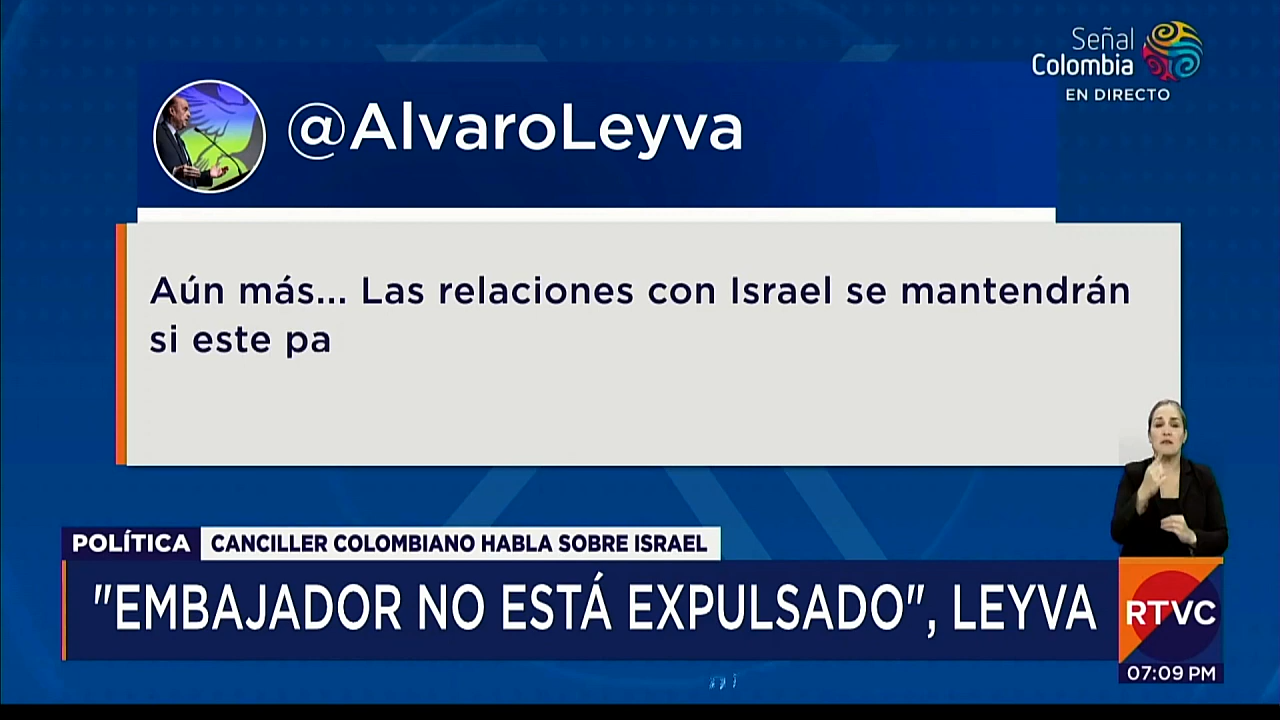 Señal
Colombia
EN DIRECTO
@AlvaroLeyva
Aún más... Las relaciones con Israel se mantendrán
si este pa
POLÍTICA CANCILLER COLOMBIANO HABLA SOBRE ISRAEL
"EMBAJADOR NO ESTÁ EXPULSADO", LEYVA
RTVC
07:09 PM